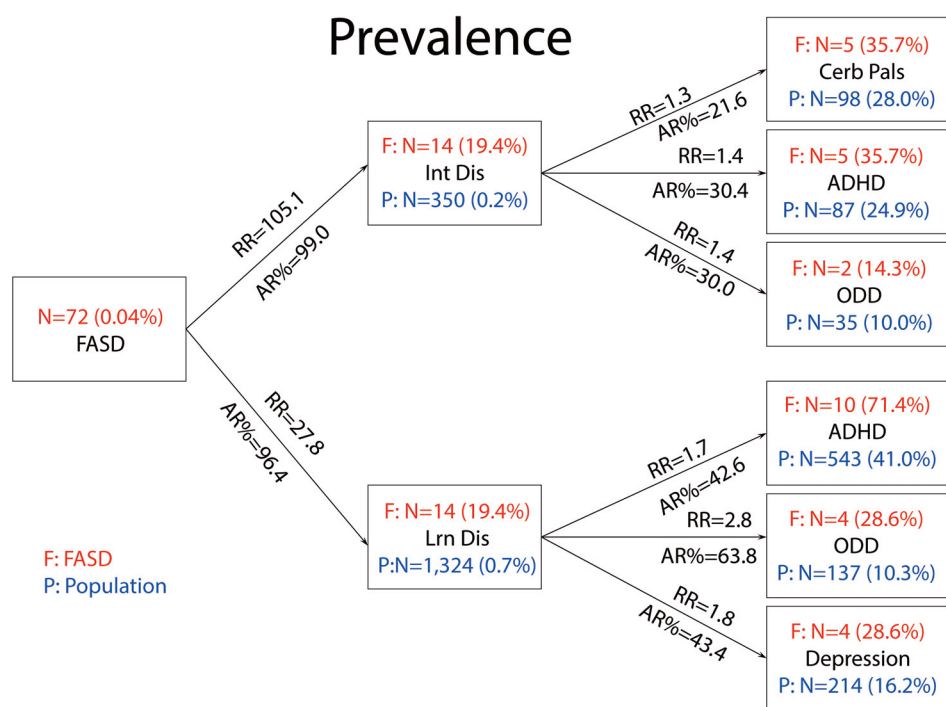 Prevalence
N=72 (0.04%)
FASD
RR=105.1
AR%=99.0
RR=27.8
AR%=96.4
F: N=14 (19.4%)
Int Dis
P: N=350 (0.2%)
RR=1.3
AR%=21.6
RR=1.4
AR%=30.4
RR=1.4
AR%=30.0
F: N=5 (35.7%)
Cerb Pals
P: N=98 (28.0%)
F: N=5 (35.7%)
ADHD
P: N=87 (24.9%)
F: N=2 (14.3%)
ODD
P: N=35 (10.0%)
F: N=14 (19.4%)
Lrn Dis
P:N=1,324 (0.7%)
RR=1.7
AR%=42.6
RR=2.8
AR%=63.8
RR=1.8
AR%=43.4
F: N=10 (71.4%)
ADHD
P: N=543 (41.0%)
F: N=4 (28.6%)
ODD
P: N=137 (10.3%)
F: N=4 (28.6%)
Depression
P: N=214 (16.2%)
F: FASD
P: Population